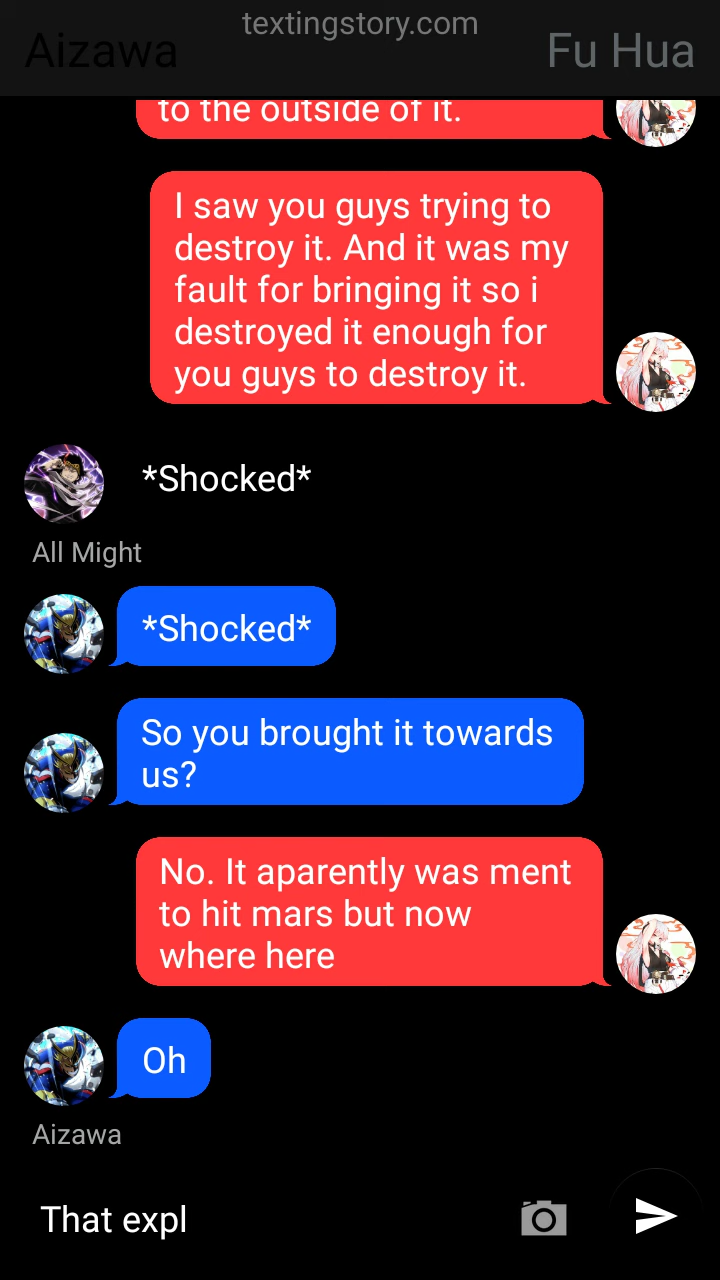 textingstory.com
Aizawa
Fu Hua
to the outside of it.
I saw you guys trying to
destroy it. And it was my
fault for bringing it so i
destroyed it enough for
you guys to destroy it.
*Shocked*
All Might
*Shocked*
So you brought it towards
us?
No. It aparently was ment
to hit mars but now
where here
Oh
Aizawa
That expl